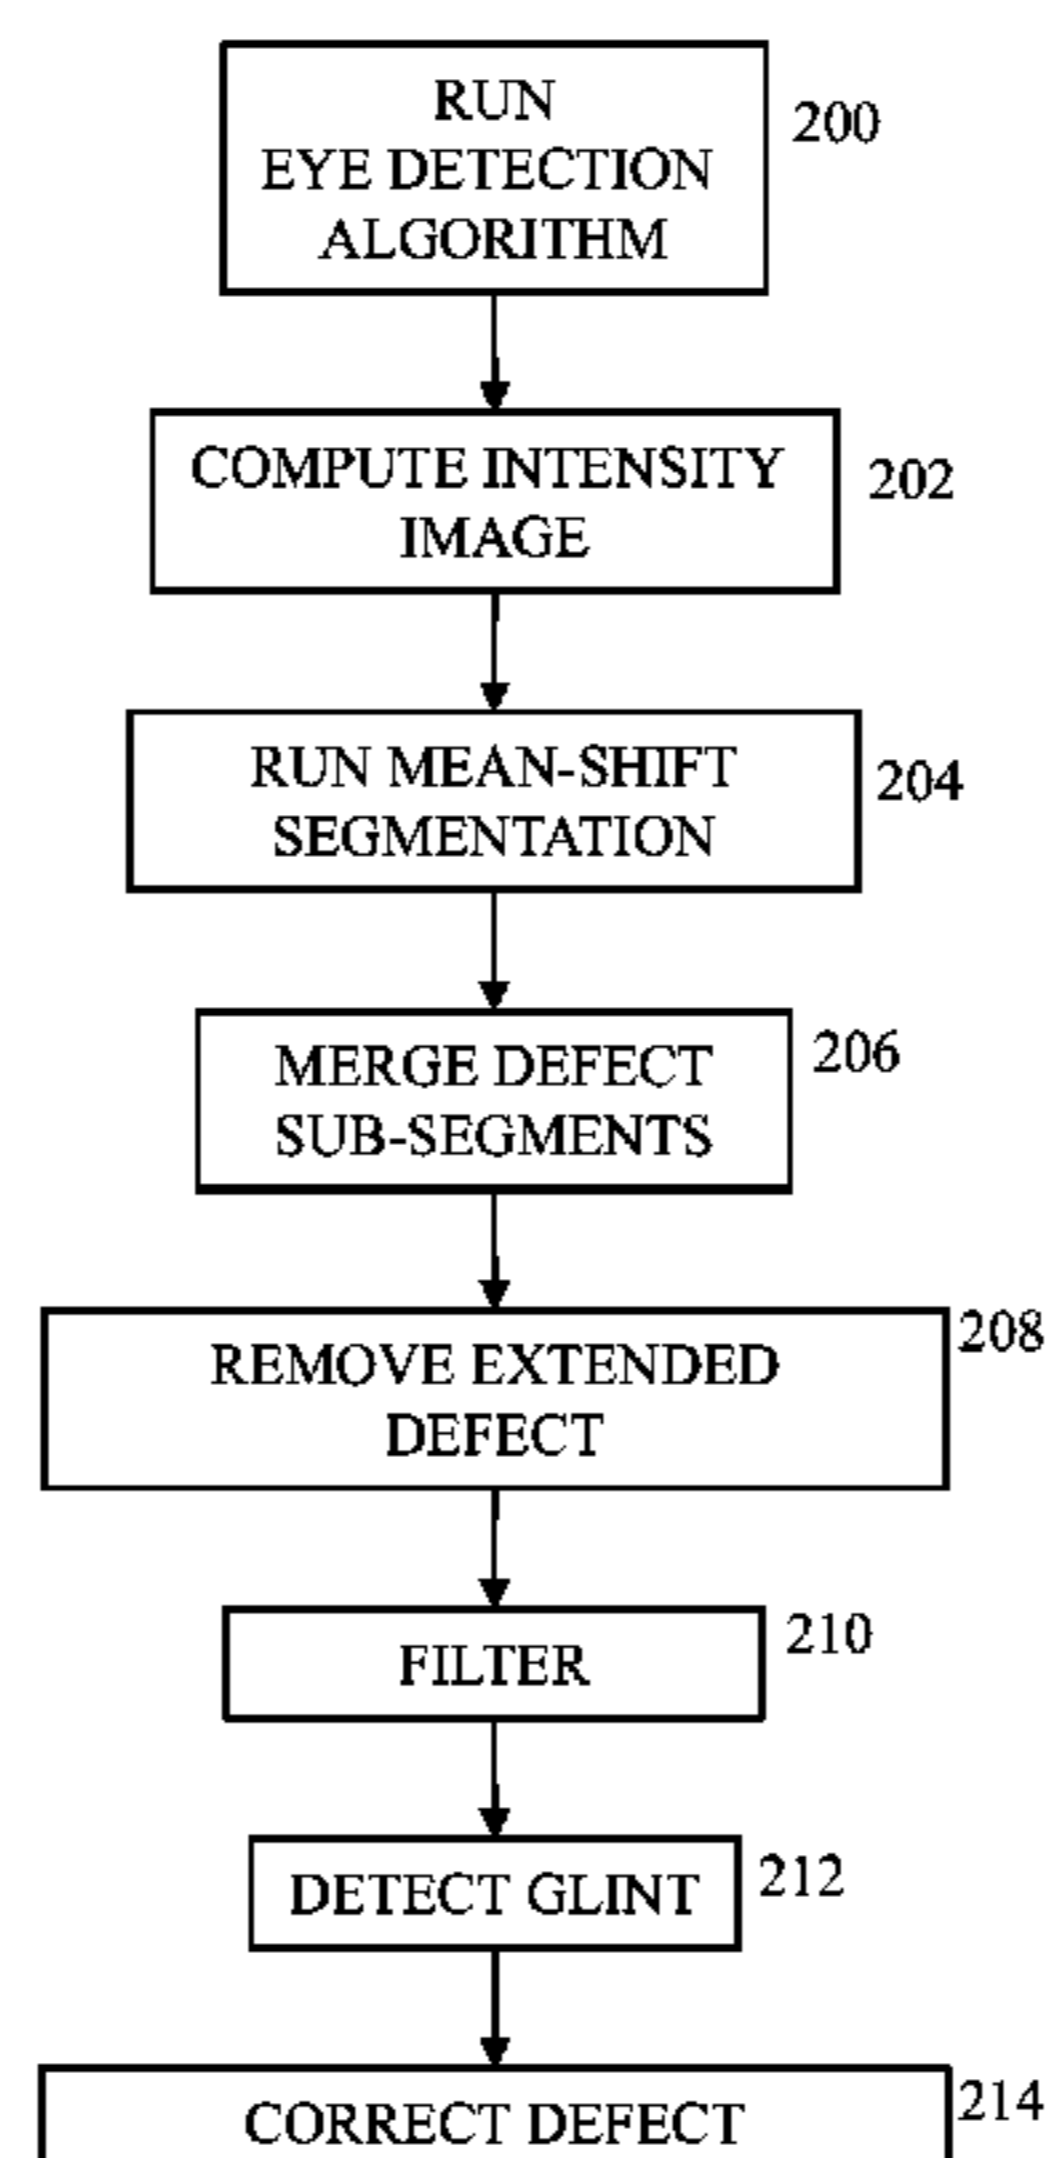 RUN
EYE DETECTION
ALGORITHM
200
COMPUTE INTENSITY
IMAGE
202
RUN MEAN-SHIFT
SEGMENTATION
204
MERGE DEFECT
SUB-SEGMENTS
206
REMOVE EXTENDED
DEFECT
208
FILTER
210
DETECT GLINT
212
CORRECT DEFECT
214